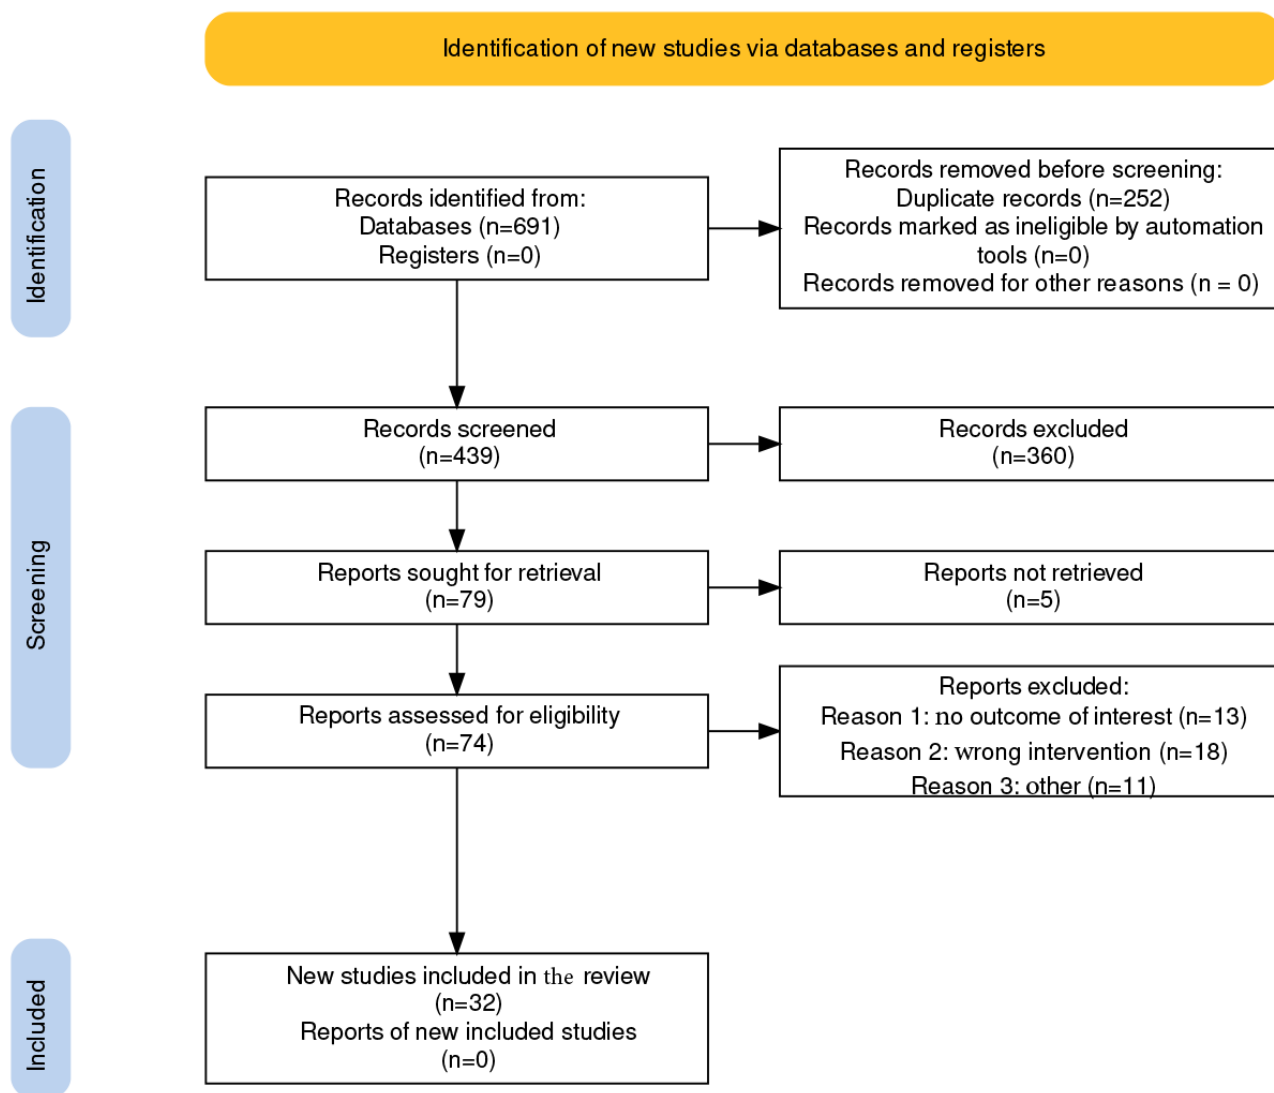 Identification of new studies via databases and registers
Identification
Records identified from:
Databases (n=691)
Registers (n=0)
Records removed before screening:
Duplicate records (n=252)
Records marked as ineligible by automation
tools (n=0)
Records removed for other reasons (n = 0)
Screening
Records screened
(n=439)
Records excluded
(n=360)
Reports sought for retrieval
(n=79)
Reports not retrieved
(n=5)
Reports assessed for eligibility
(n=74)
Reports excluded:
Reason 1: no outcome of interest (n=13)
Reason 2: wrong intervention (n=18)
Reason 3: other (n=11)
Included
New studies included in the review
(n=32)
Reports of new included studies
(n=0)